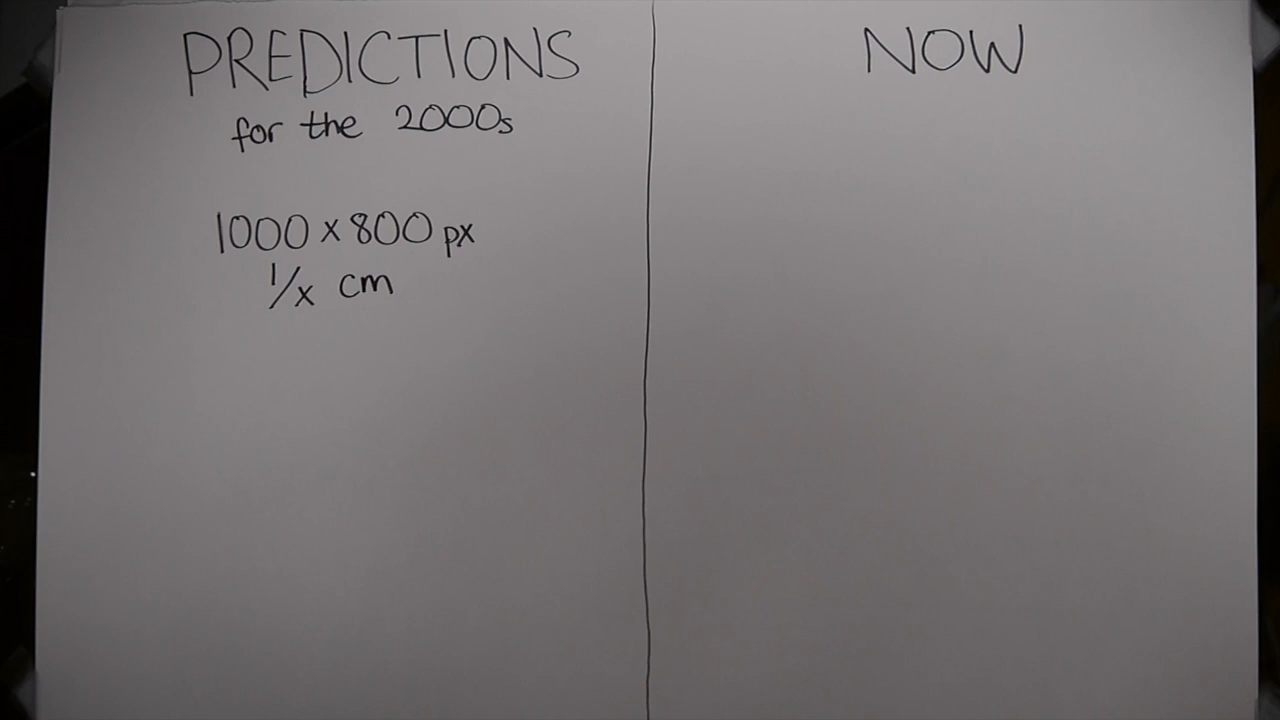 PREDICTIONS
for the 2000s
1000 x 800 px
1/x cm
NOW